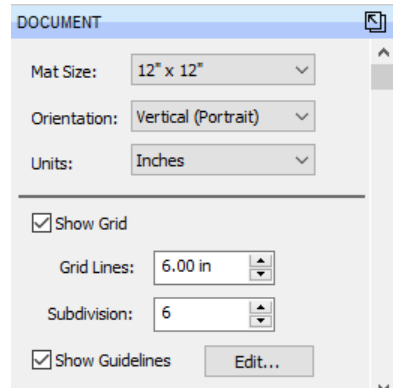 DOCUMENT
Mat Size: 12" x 12"
Orientation: Vertical (Portrait)
Units: Inches
Show Grid
Grid Lines: 6.00 in
Subdivision: 6
Show Guidelines Edit...